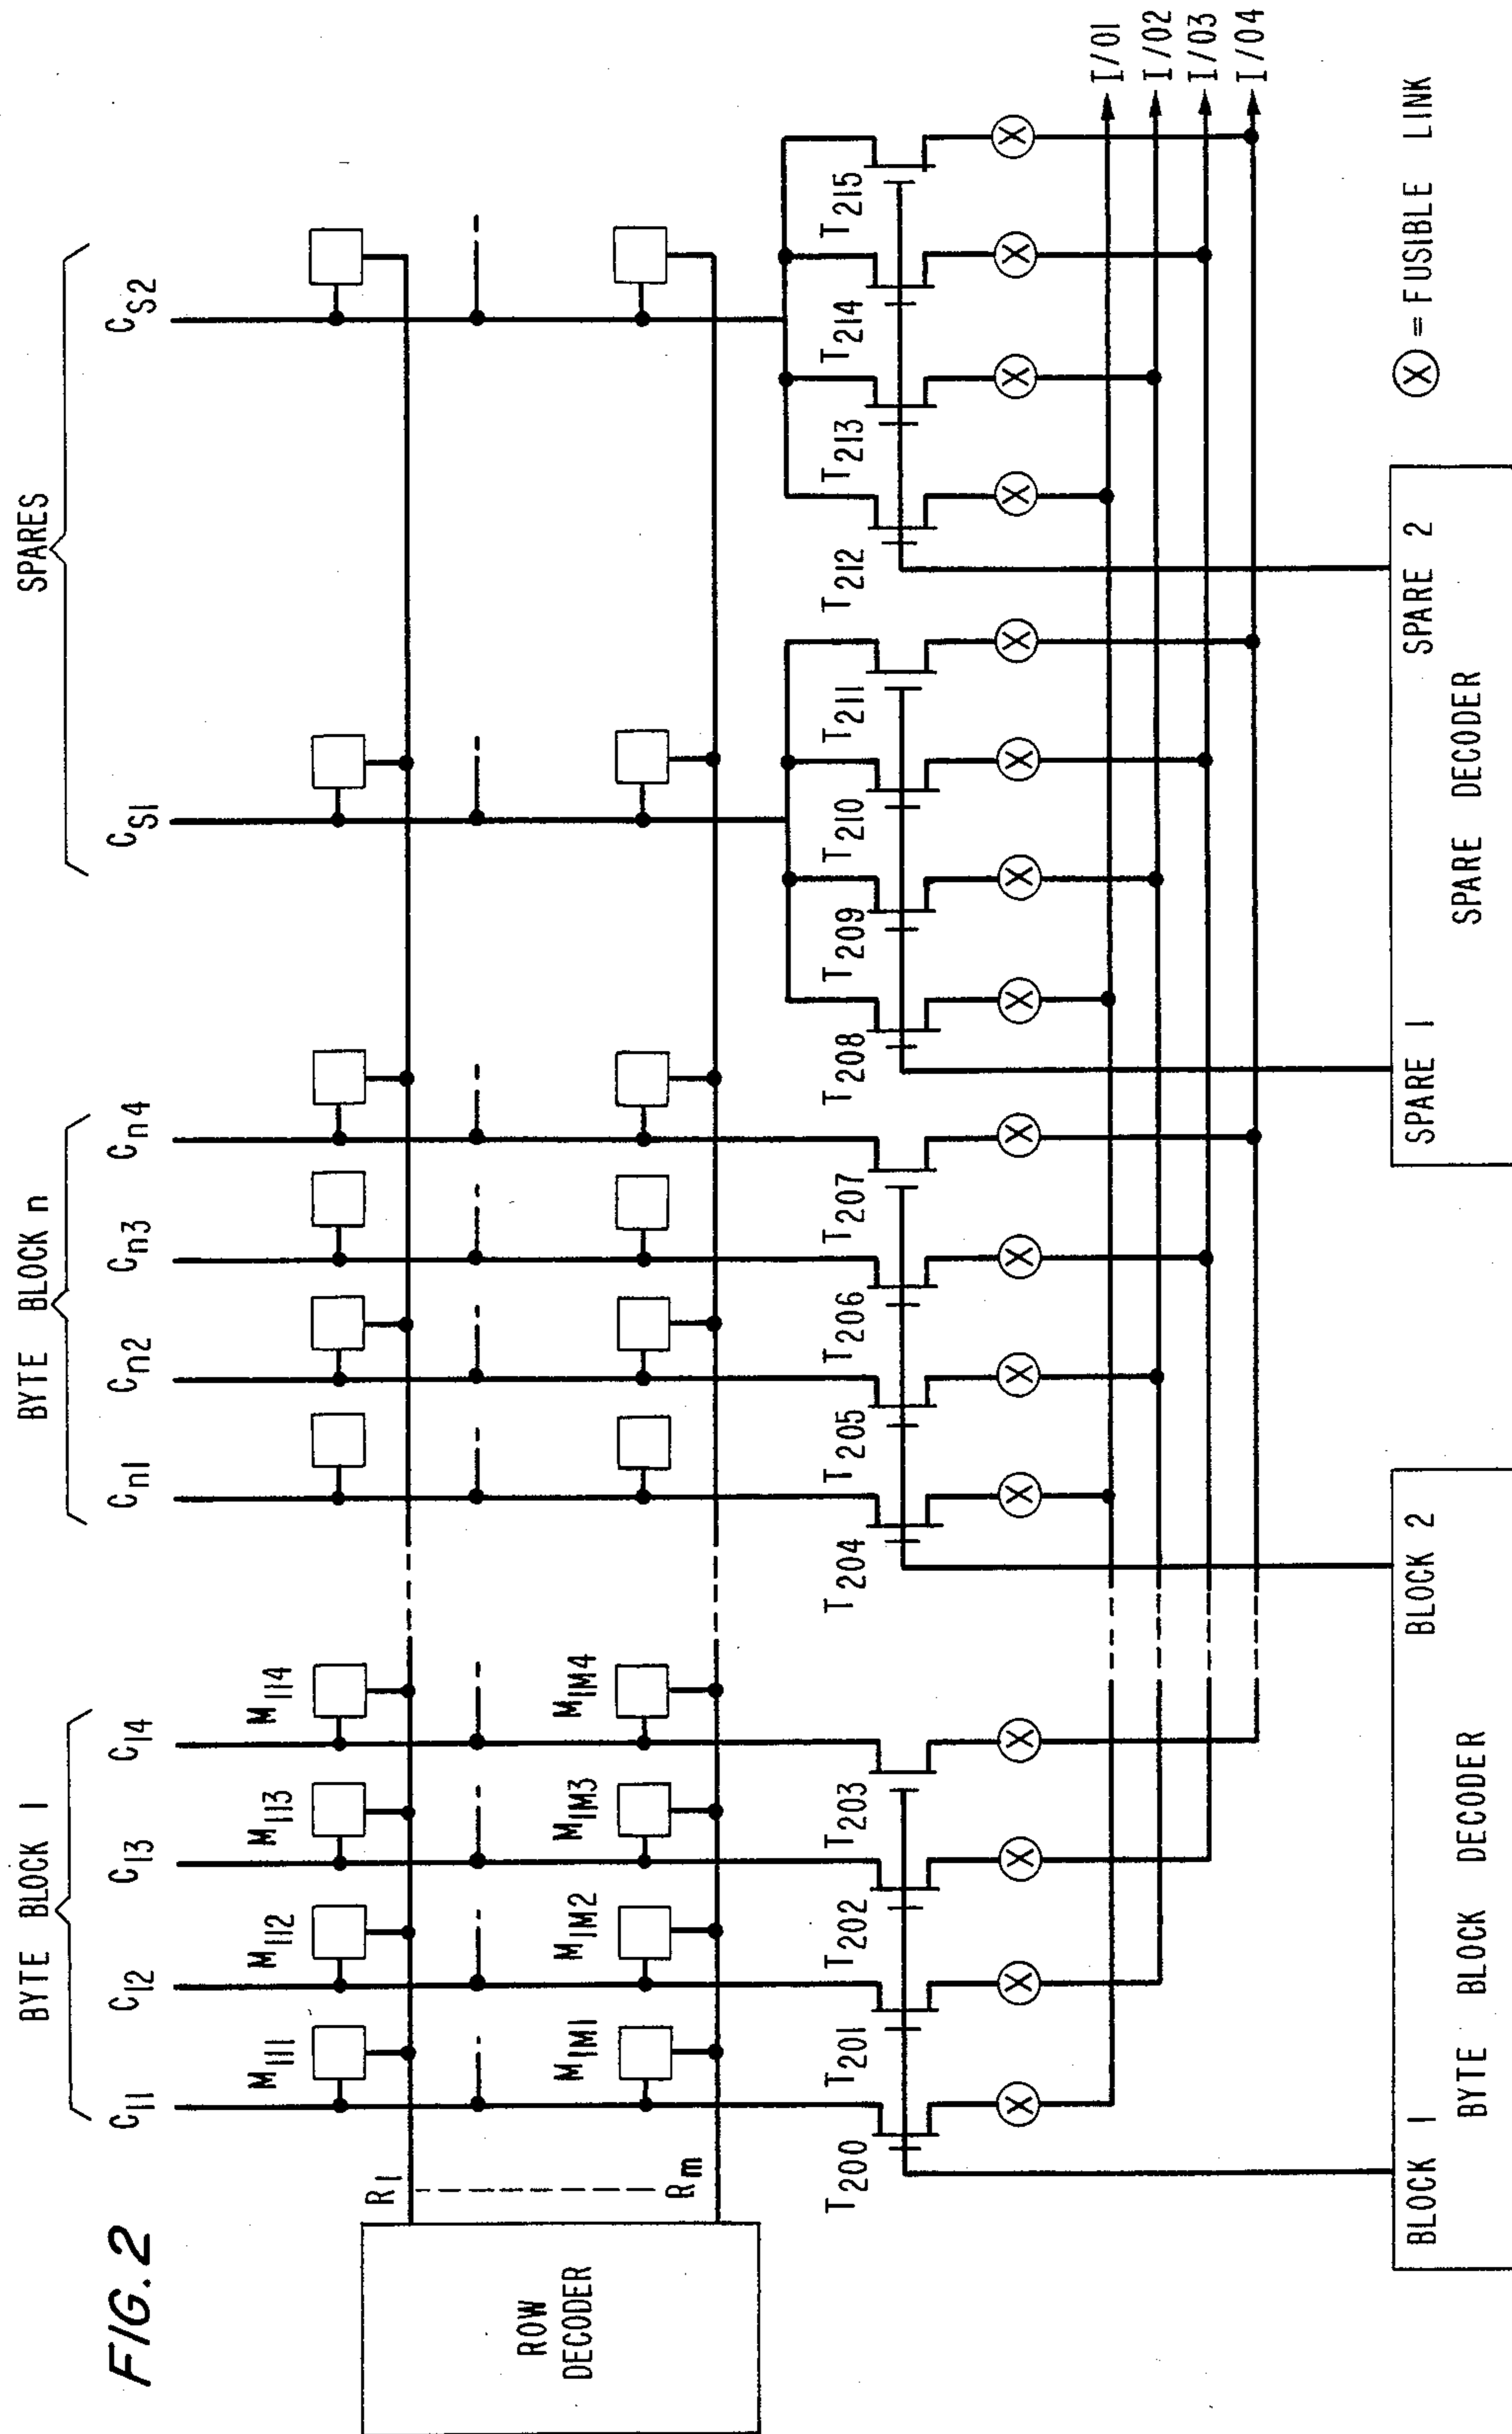 FIG. 2
BYTE BLOCK 1
BYTE BLOCK n
SPARES
C11
C12
C13
C14
Cn1
Cn2
Cn3
Cn4
CS1
CS2
M111
M112
M113
M114
R1
M1M1
M1M2
M1M3
M1M4
Rm
ROW
DECODER
T200
T201
T202
T203
T204
T205
T206
T207
T208
T209
T210
T211
T212
T213
T214
T215
I/01
I/02
I/03
I/04
BLOCK 1
BLOCK 2
BYTE BLOCK DECODER
SPARE 1
SPARE 2
SPARE DECODER
X = FUSIBLE LINK